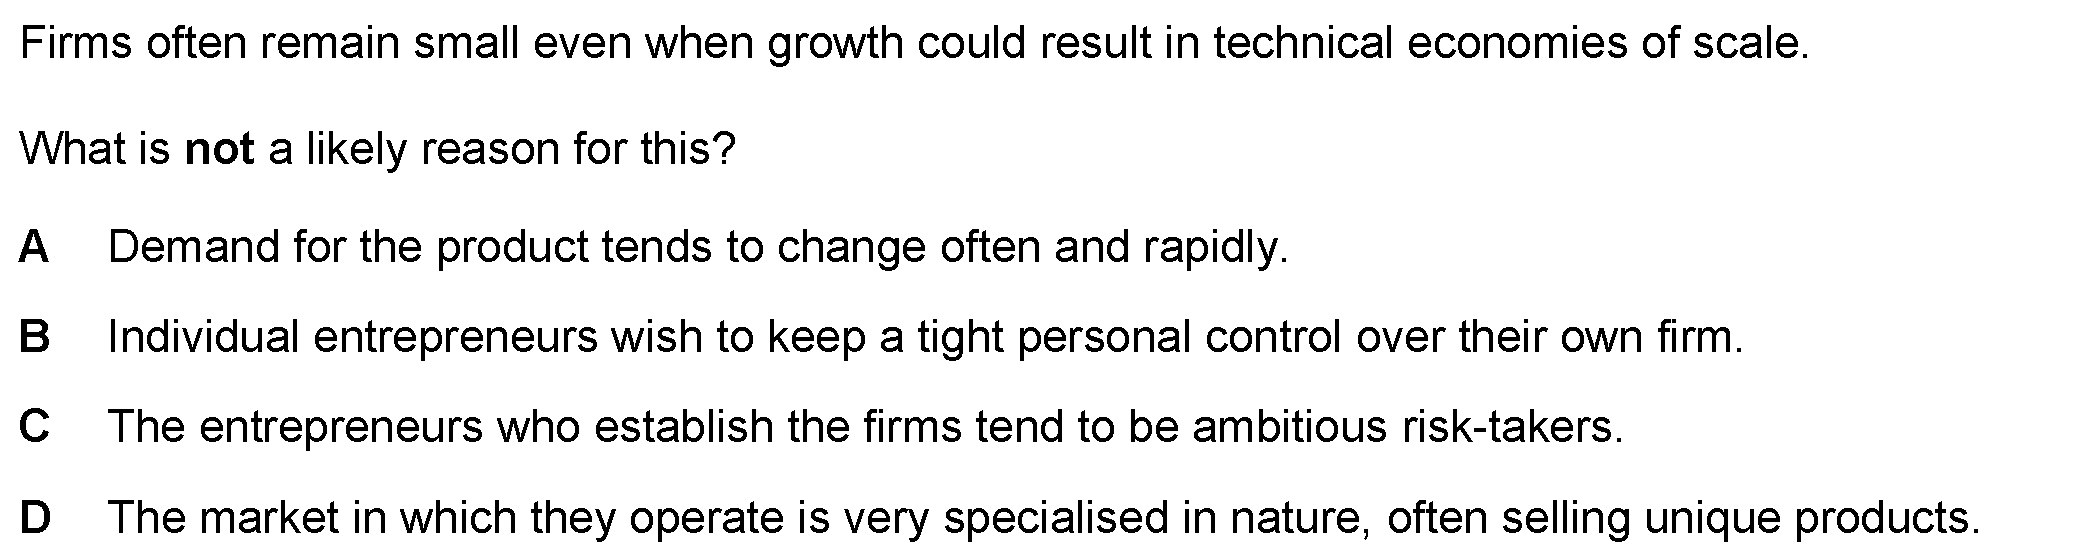 Firms often remain small even when growth could result in technical economies of scale.
What is not a likely reason for this?
A Demand for the product tends to change often and rapidly.
B Individual entrepreneurs wish to keep a tight personal control over their own firm.
C The entrepreneurs who establish the firms tend to be ambitious risk-takers.
D The market in which they operate is very specialised in nature, often selling unique products.